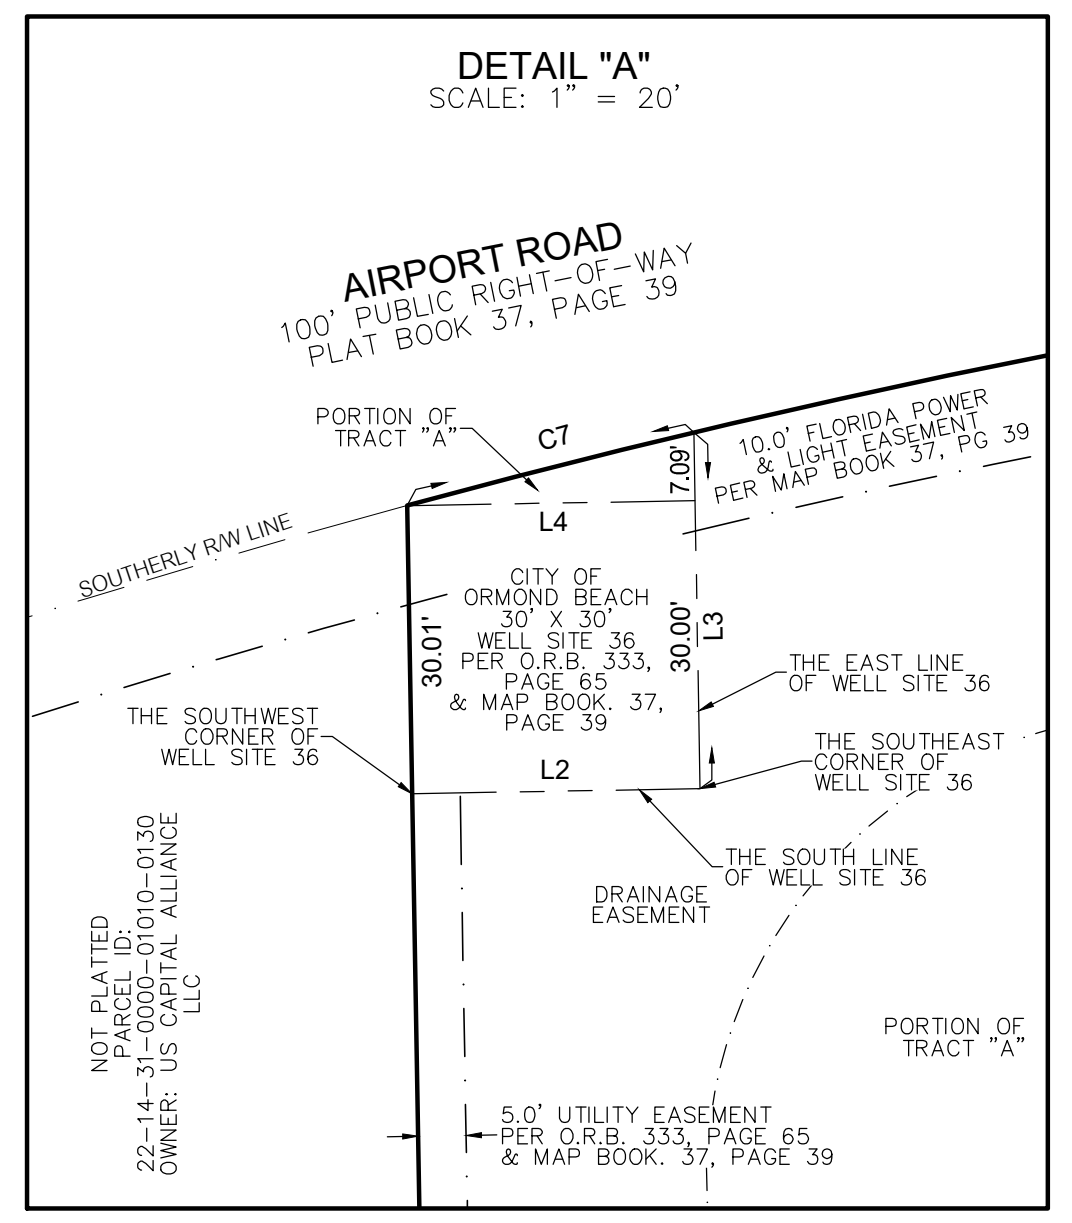 DETAIL "A"
SCALE: 1" = 20'
AIRPORT ROAD
100' PUBLIC RIGHT-OF-WAY
PLAT BOOK 37, PAGE 39
PORTION OF
TRACT "A"
C7
7.09'
10.0' FLORIDA POWER
& LIGHT EASEMENT
PER MAP BOOK 37, PG 39
SOUTHERLY R/W LINE
L4
CITY OF
ORMOND BEACH
30' X 30'
WELL SITE 36
PER O.R.B. 333,
PAGE 65
& MAP BOOK. 37,
PAGE 39
30.01'
30.00'
L3
THE EAST LINE
OF WELL SITE 36
THE SOUTHWEST
CORNER OF
WELL SITE 36
THE SOUTHEAST
CORNER OF
WELL SITE 36
L2
THE SOUTH LINE
OF WELL SITE 36
DRAINAGE
EASEMENT
NOT PLATTED
PARCEL ID:
22-14-31-0000-01010-0130
OWNER: US CAPITAL ALLIANCE
LLC
PORTION OF
TRACT "A"
5.0' UTILITY EASEMENT
PER O.R.B. 333, PAGE 65
& MAP BOOK. 37, PAGE 39